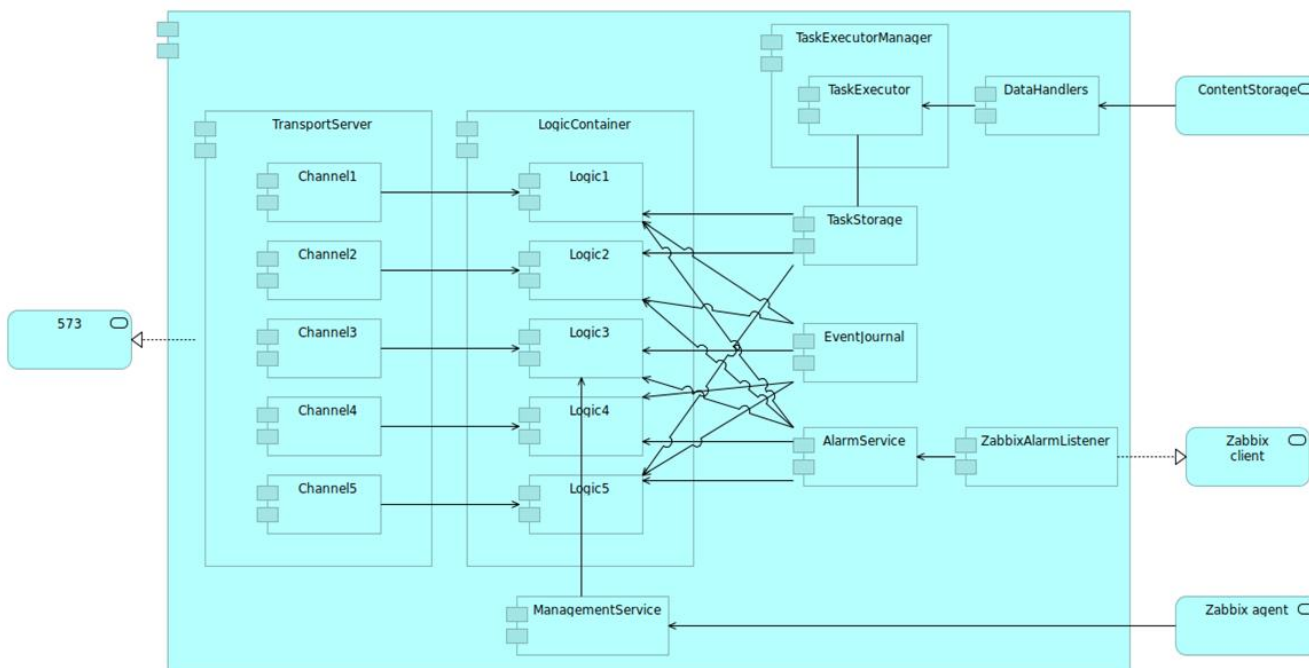 TaskExecutorManager
TaskExecutor
DataHandlers
ContentStorage
TransportServer
LogicContainer
Channel1
Logic1
TaskStorage
Channel2
Logic2
573
Channel3
Logic3
EventJournal
Channel4
Logic4
AlarmService
ZabbixAlarmListener
Zabbix
client
Channel5
Logic5
ManagementService
Zabbix agent